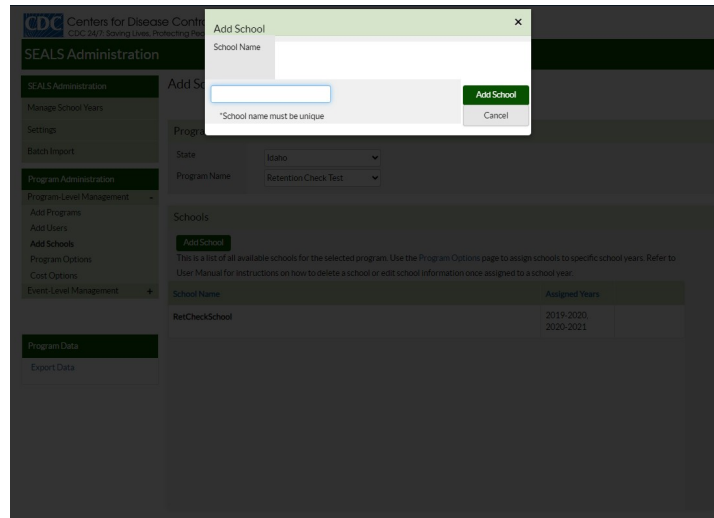 CDC Centers for Disease Contro
CDC 24/7: Saving Lives, Protecting Peo
SEALS Administration
Add School ×
School Name
Add School
*School name must be unique
Cancel
SEALS Administration
Manage School Years
Settings
Batch Import
Program Administration
Program-Level Management -
Add Programs
Add Users
Add Schools
Program Options
Cost Options
Event-Level Management +
Program Data
Export Data
Add Sc
Progra
State Idaho
Program Name Retention Check Test
Schools
Add School
This is a list of all available schools for the selected program. Use the Program Options page to assign schools to specific school years. Refer to
User Manual for instructions on how to delete a school or edit school information once assigned to a school year.
School Name Assigned Years
RetCheckSchool 2019-2020,
2020-2021